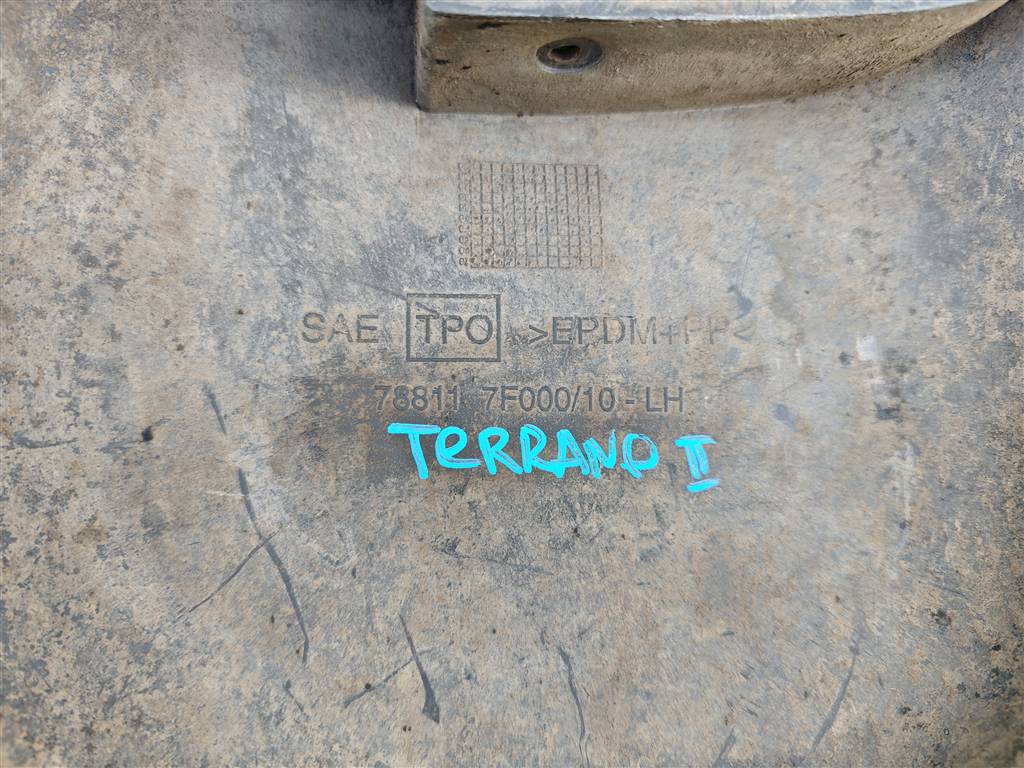 SAE TPO >EPDM+PP<
78811 7F000/10 - LH
TERRANO II